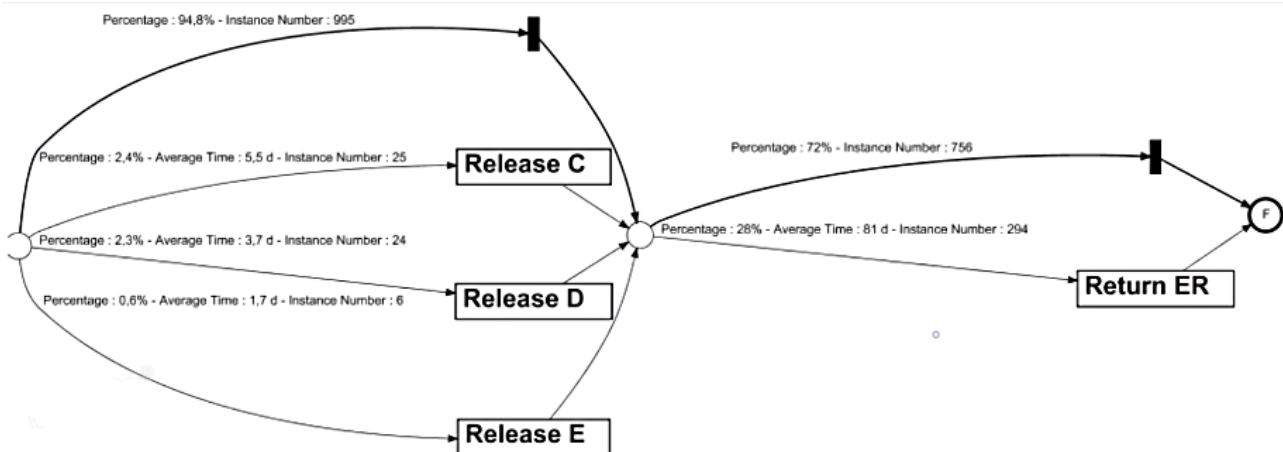 Percentage : 94,8% - Instance Number : 995
Percentage : 2,4% - Average Time : 5,5 d - Instance Number : 25
Release C
Percentage : 72% - Instance Number : 756
F
Percentage : 28% - Average Time : 81 d - Instance Number : 294
Percentage : 2,3% - Average Time : 3,7 d - Instance Number : 24
Return ER
Release D
Percentage : 0,6% - Average Time : 1,7 d - Instance Number : 6
Release E